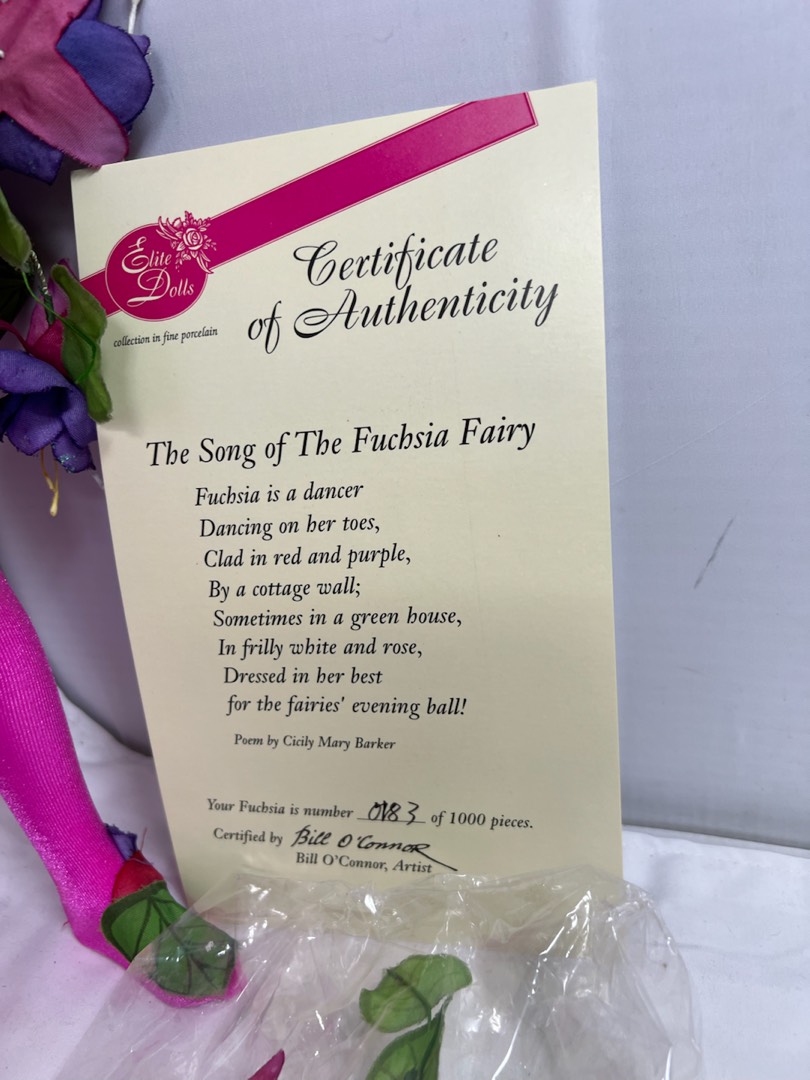 Elite
Dolls
collection in fine porcelain
Certificate
of Authenticity
The Song of The Fuchsia Fairy
Fuchsia is a dancer
Dancing on her toes,
Clad in red and purple,
By a cottage wall;
Sometimes in a green house,
In frilly white and rose,
Dressed in her best
for the fairies' evening ball!
Poem by Cicily Mary Barker
Your Fuchsia is number of 1000 pieces.
Certified by Bill O'Connor
Bill O'Connor, Artist